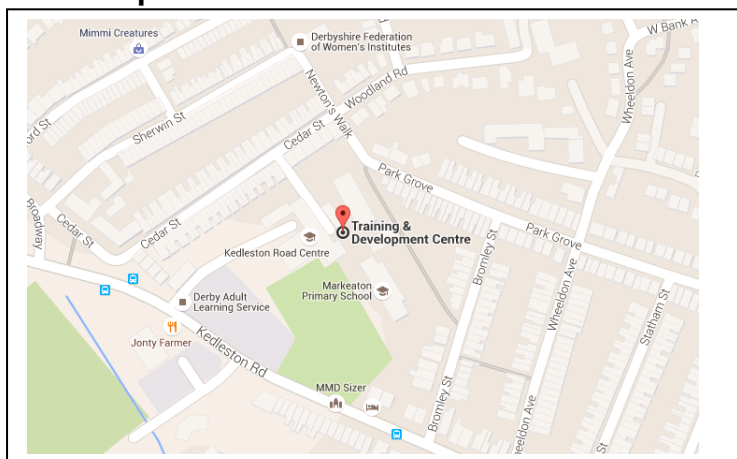 Mimmi Creatures
Derbyshire Federation
of Women's Institutes
W Bank A
Wheeldon Ave
Woodland Rd
Newton's Walk
ford St
Sherwin St
Cedar St
Park Grove
Broadway
Cedar St
Cedar St
Training &
Development Centre
Kedleston Road Centre
Park Grove
Bromley St
Wheeldon Ave
Statham St
Markeaton
Primary School
Derby Adult
Learning Service
Jonty Farmer
Kedleston Rd
MMD Sizer
Bromley St
Wheeldon Ave